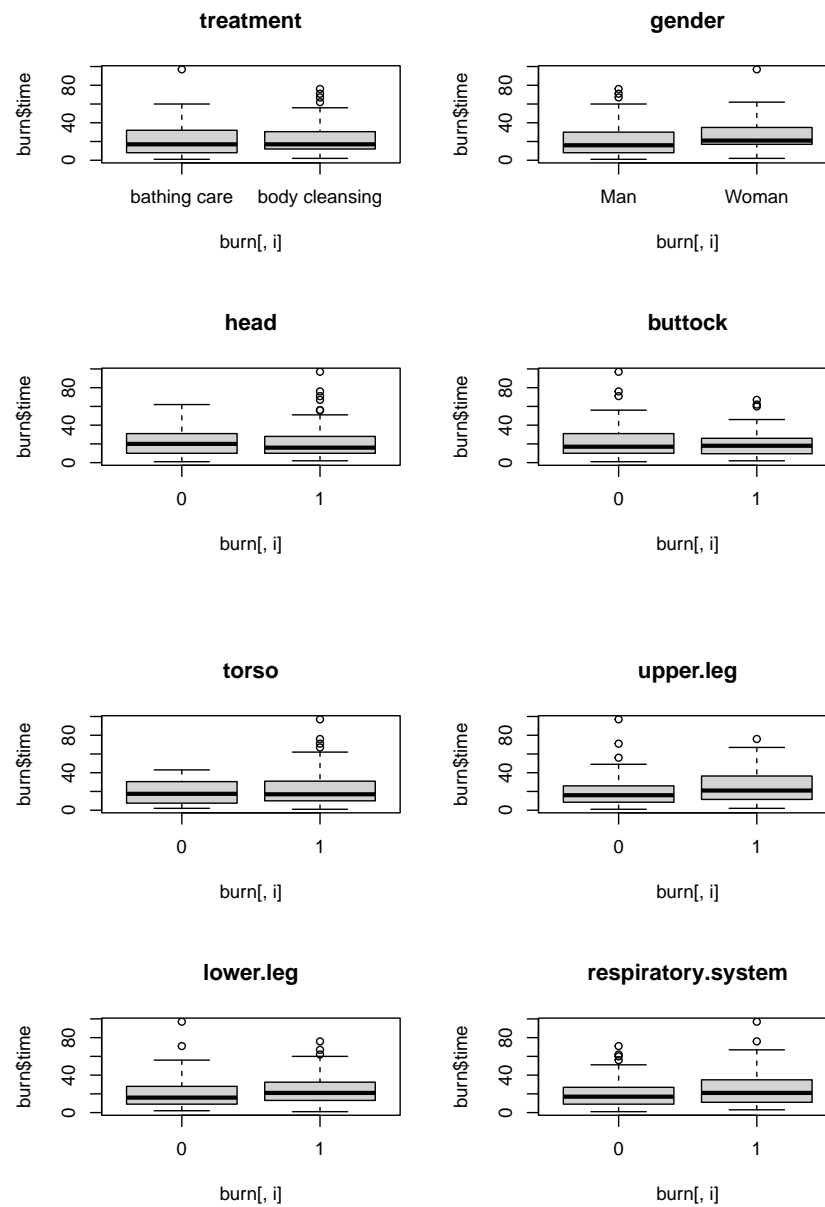 treatment
burn$time
0 40 80
bathing care body cleansing
burn[, i]
gender
burn$time
0 40 80
Man Woman
burn[, i]
head
burn$time
0 40 80
0 1
burn[, i]
buttock
burn$time
0 40 80
0 1
burn[, i]
torso
burn$time
0 40 80
0 1
burn[, i]
upper.leg
burn$time
0 40 80
0 1
burn[, i]
lower.leg
burn$time
0 40 80
0 1
burn[, i]
respiratory.system
burn$time
0 40 80
0 1
burn[, i]